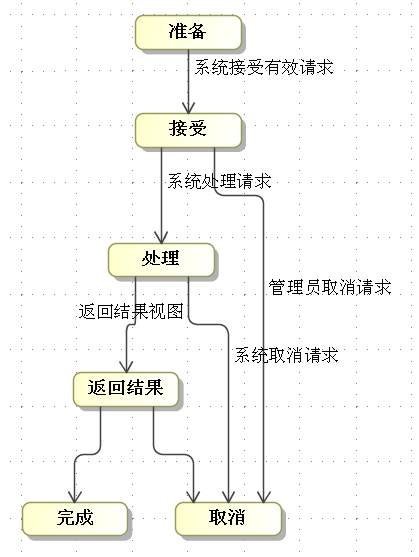 准备
系统接受有效请求
接受
系统处理请求
处理
管理员取消请求
返回结果视图
系统取消请求
返回结果
完成
取消